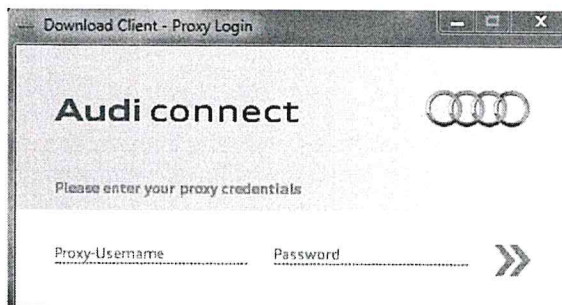 Download Client - Proxy Login
Audi connect
Please enter your proxy credentials
Proxy-Username Password